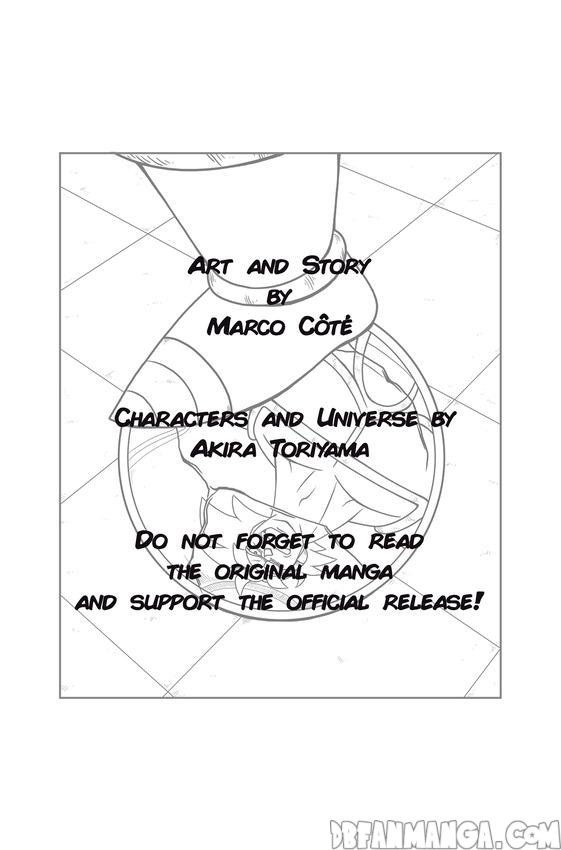 Art and Story
by
Marco Côté
Characters and Universe by
Akira Toriyama
Do not forget to read
the original manga
and support the official release!
DBFANMANGA.COM